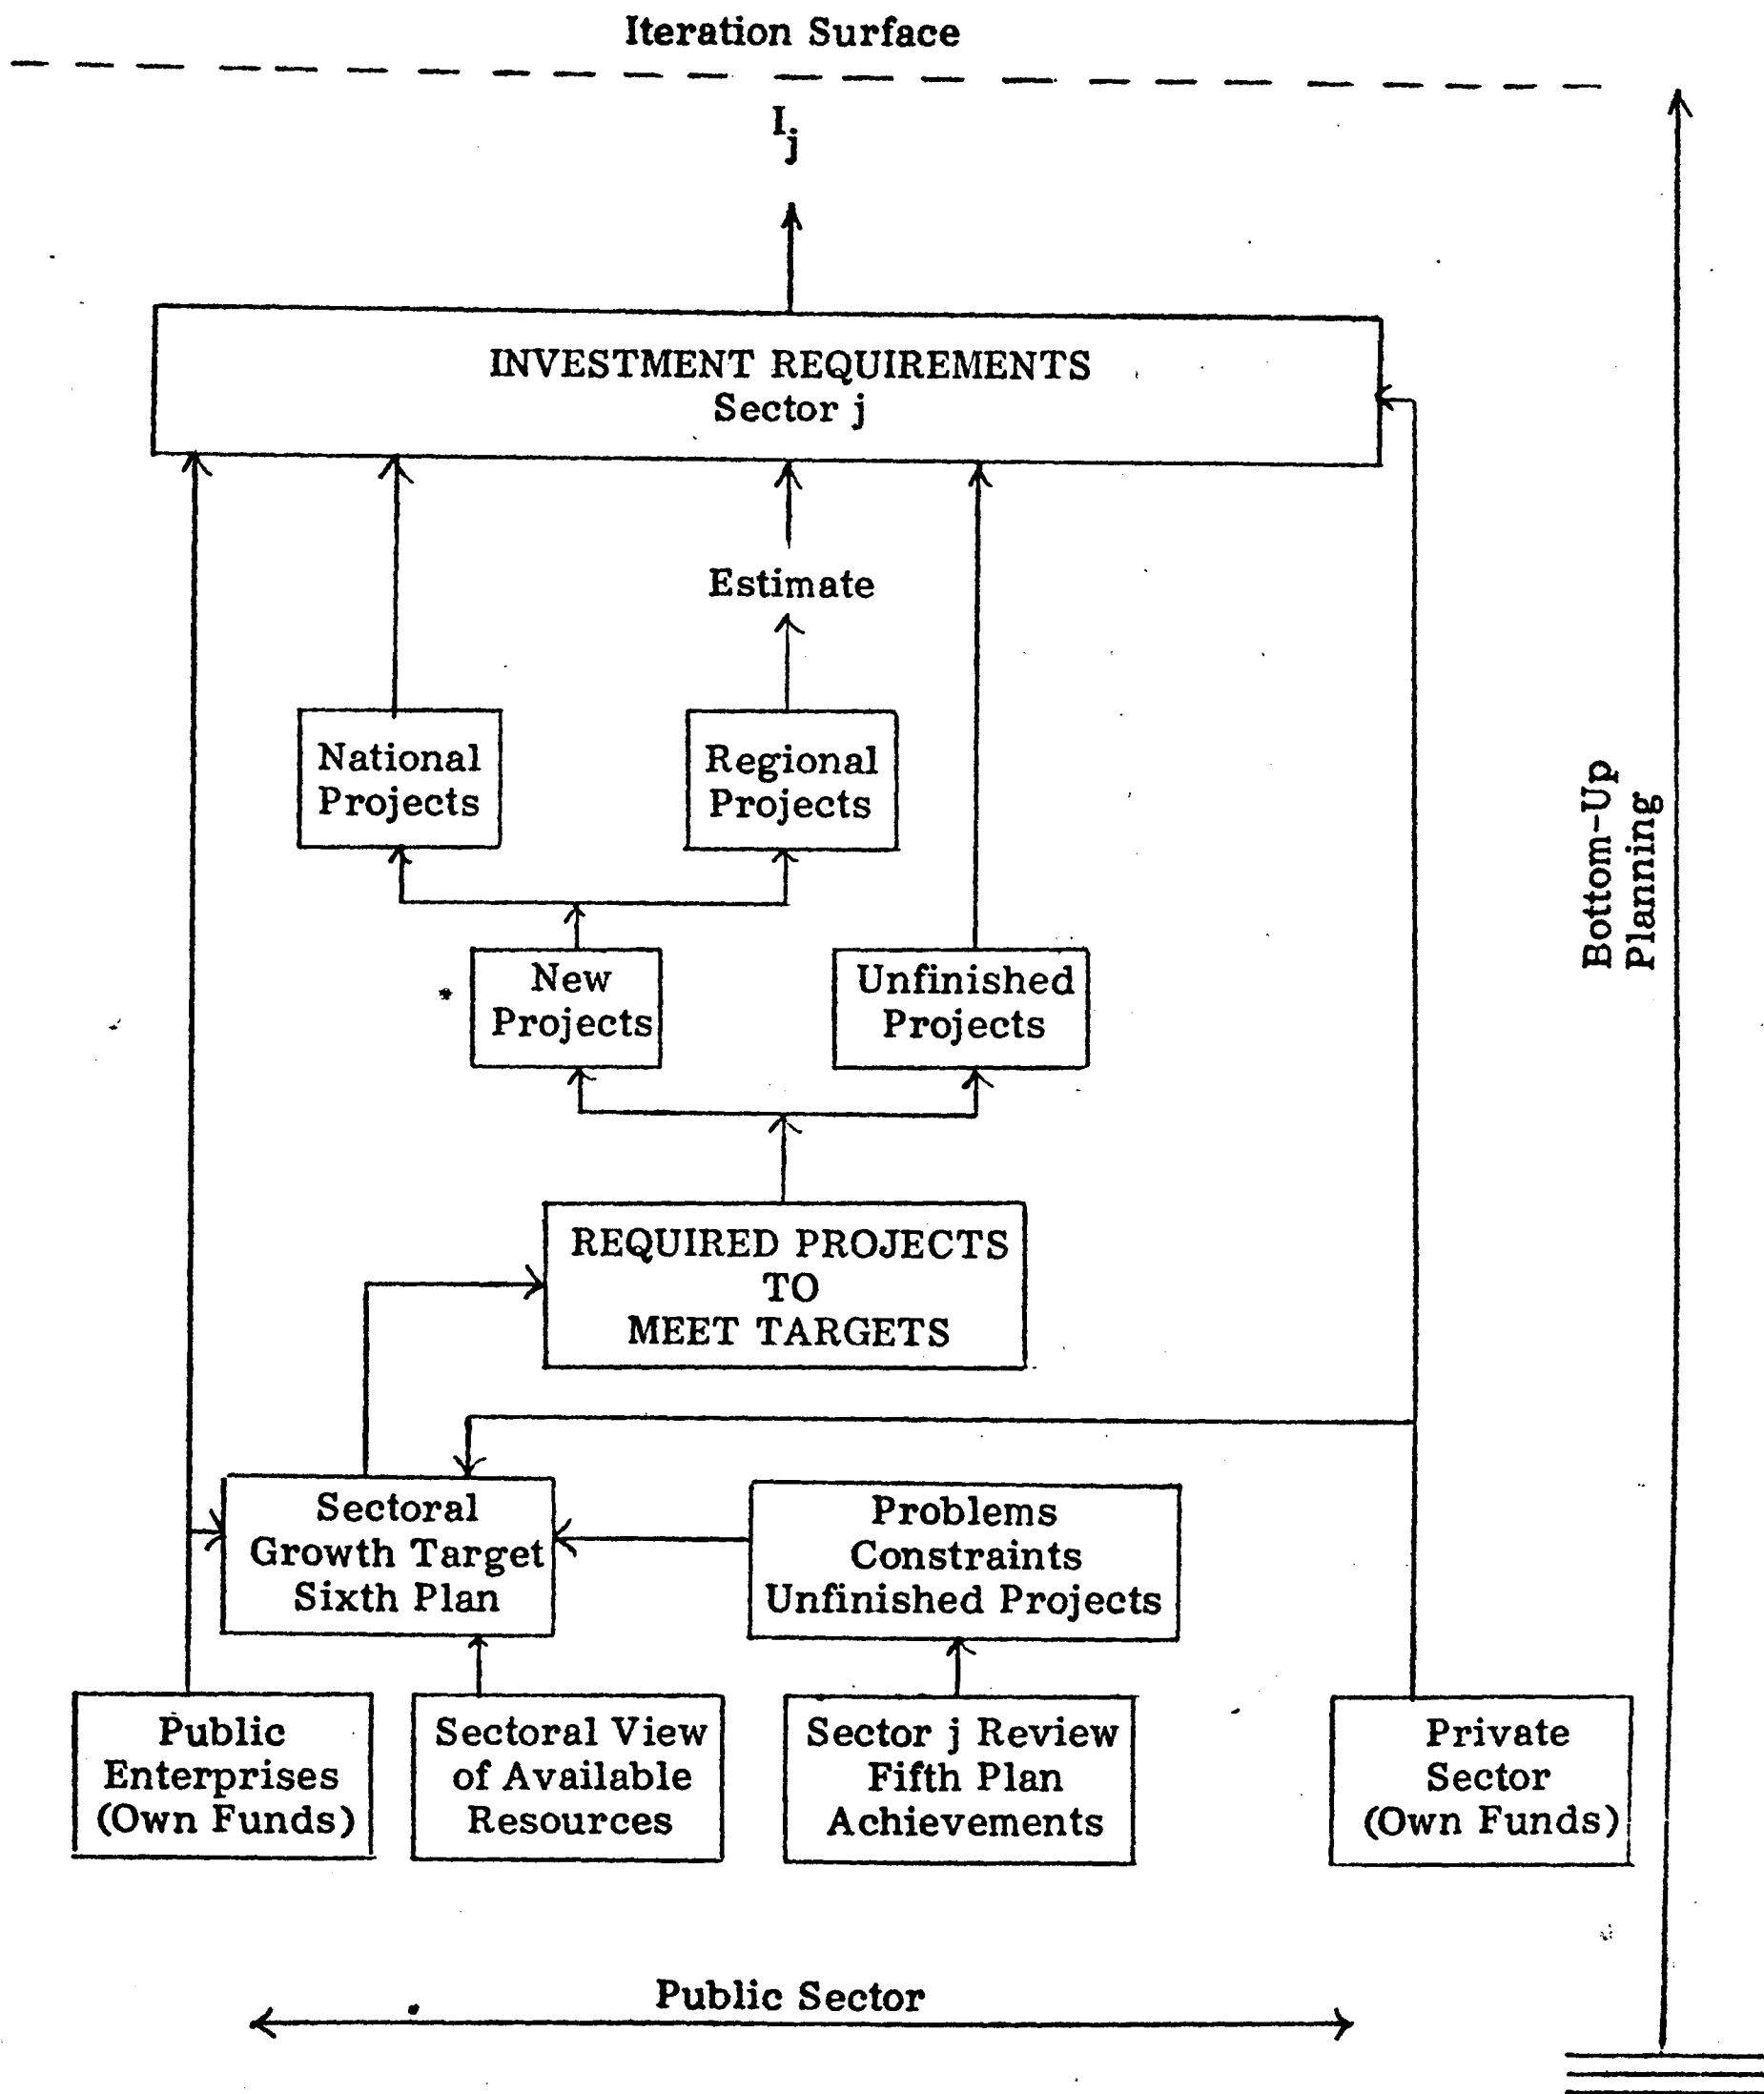 Iteration Surface
I
j
INVESTMENT REQUIREMENTS
Sector j
Estimate
National
Projects
Regional
Projects
Bottom-Up
Planning
New
Projects
Unfinished
Projects
REQUIRED PROJECTS
TO
MEET TARGETS
Sectoral
Growth Target
Sixth Plan
Problems
Constraints
Unfinished Projects
Public
Enterprises
(Own Funds)
Sectoral View
of Available
Resources
Sector j Review
Fifth Plan
Achievements
Private
Sector
(Own Funds)
Public Sector